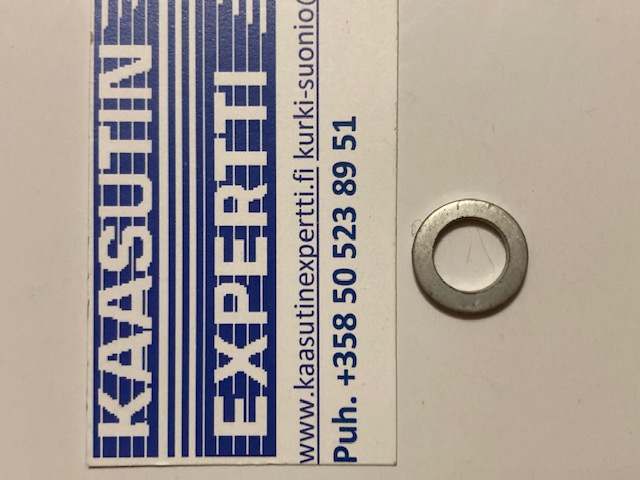 KAASUTIN
EXPERTTI
www.kaasutinexpertti.fi kurki-suonio@
Puh. +358 50 523 89 51